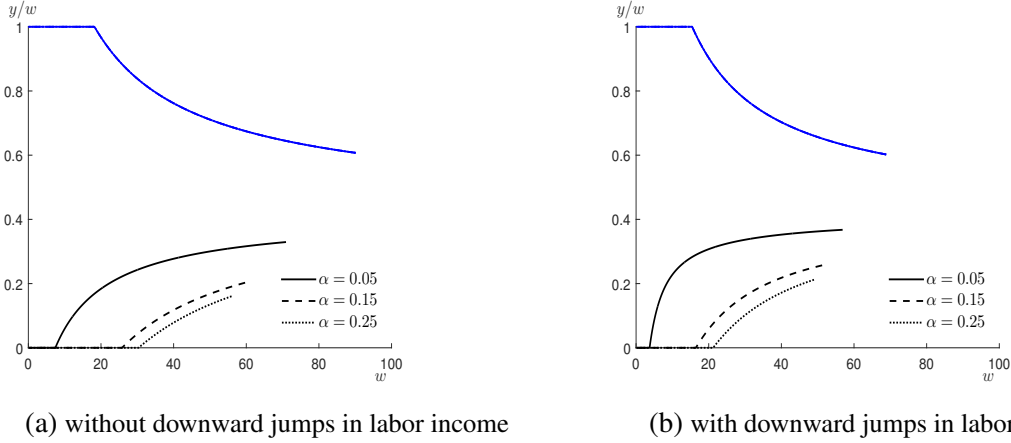 y/w
1
0.8
0.6
0.4
0.2
0
0 20 40 60 80 100
w
α = 0.05
α = 0.15
α = 0.25
(a) without downward jumps in labor income
y/w
1
0.8
0.6
0.4
0.2
0
0 20 40 60 80 100
w
α = 0.05
α = 0.15
α = 0.25
(b) with downward jumps in labor